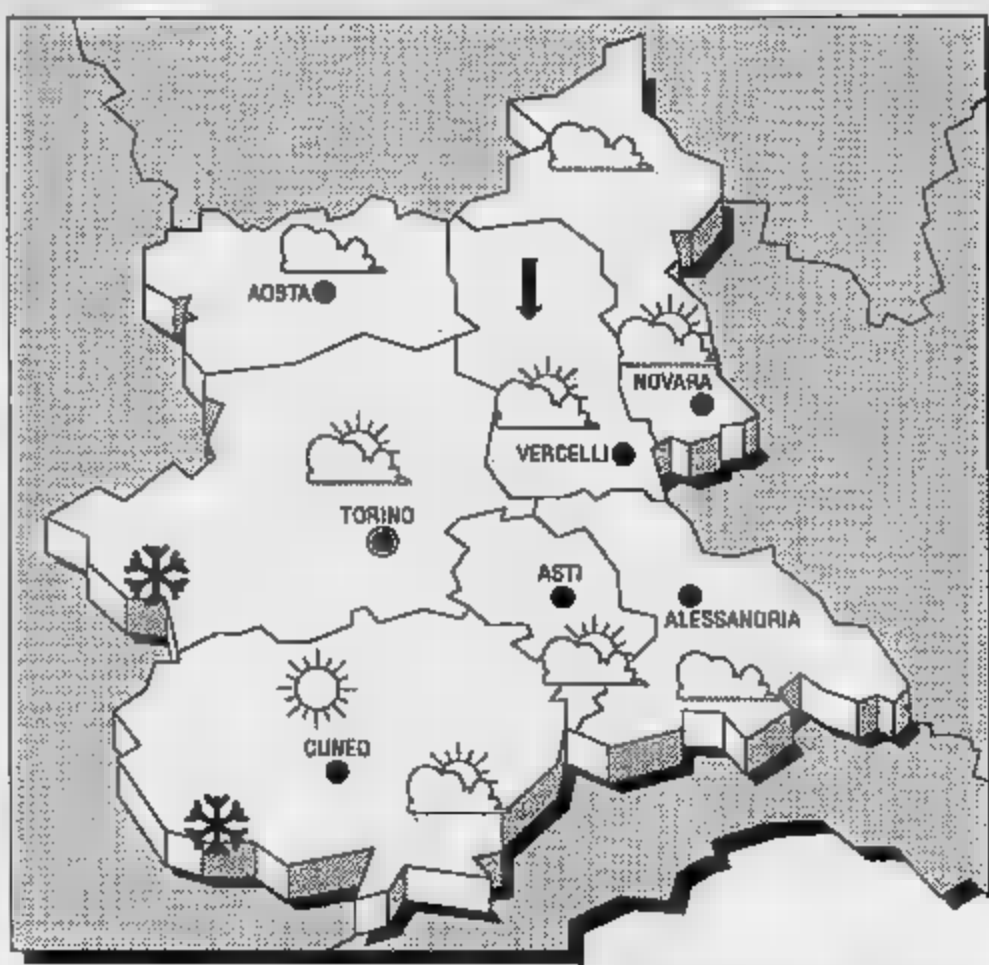 AOSTA
NOVARA
VERCELLI
TORINO
ASTI
ALESSANDRIA
CUNEO